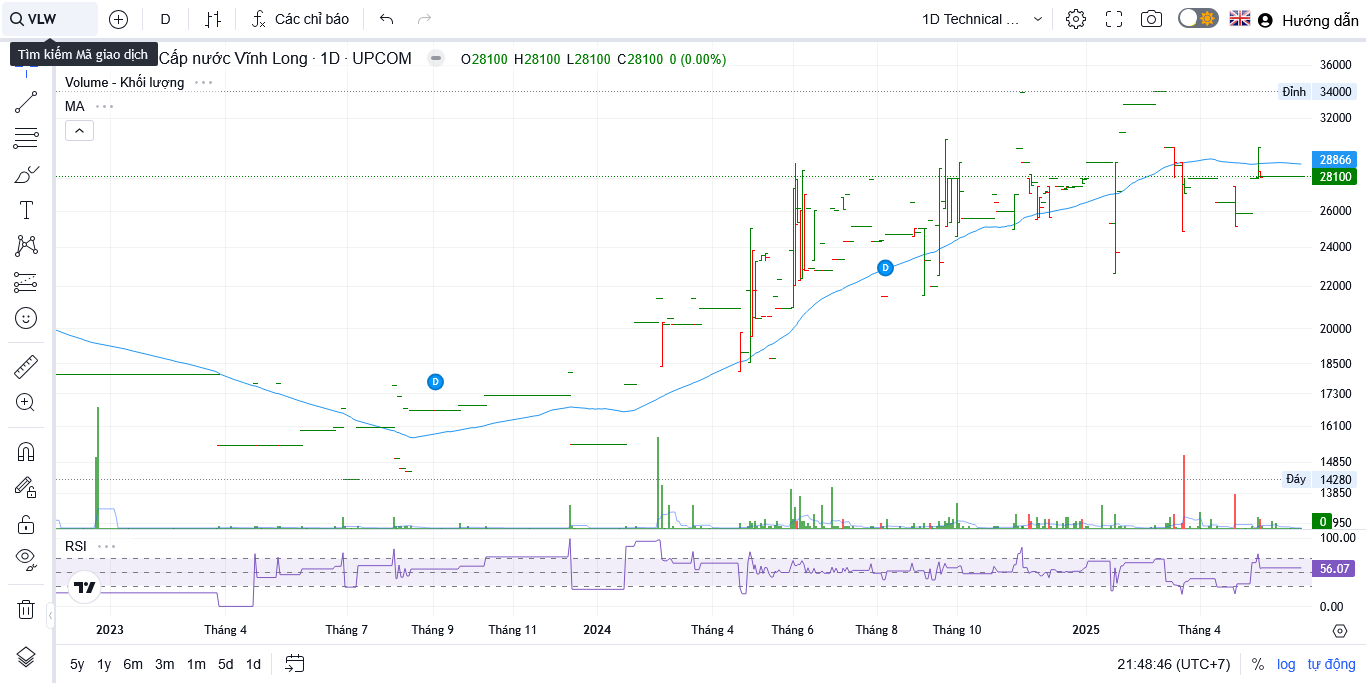 VLW D Các chỉ báo 1D Technical ... Hướng dẫn
Tìm kiếm Mã giao dịch
Cấp nước Vĩnh Long · 1D · UPCOM O28100 H28100 L28100 C28100 0 (0.00%)
Volume - Khối lượng
MA
36000
Đỉnh 34000
32000
28866
28100
26000
24000
22000
20000
18500
17300
16100
14850
Đáy 14280
13850
0
950
D
D
RSI
100.00
56.07
0.00
2023 Tháng 4 Tháng 7 Tháng 9 Tháng 11 2024 Tháng 4 Tháng 6 Tháng 8 Tháng 10 2025 Tháng 4
5y 1y 6m 3m 1m 5d 1d 21:48:46 (UTC+7) % log tự động